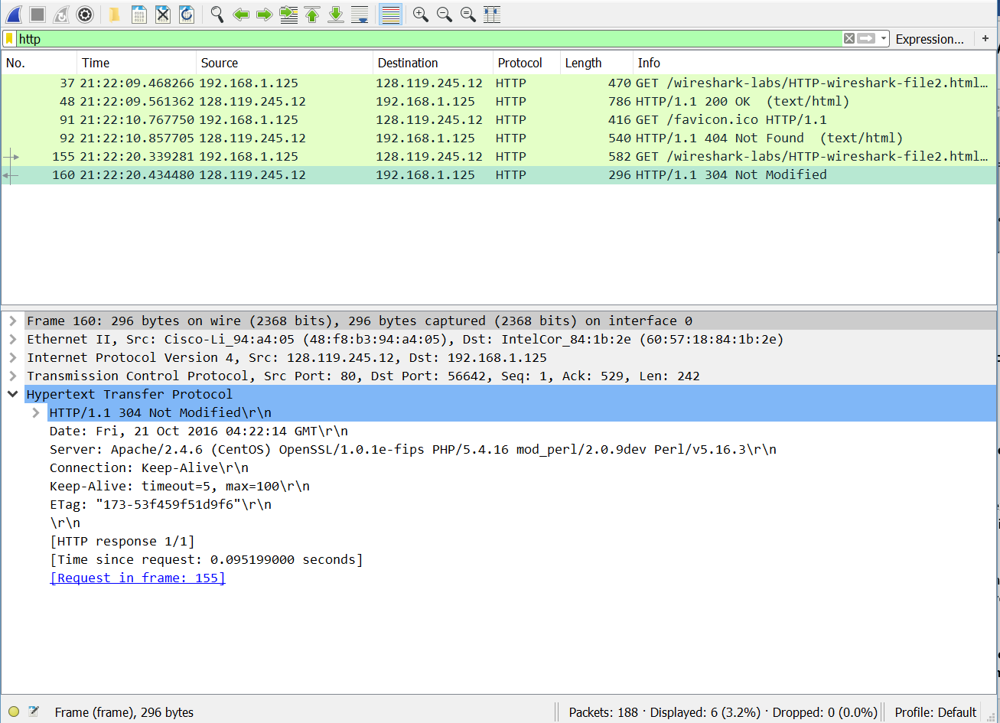 http Expression... +
No. Time Source Destination Protocol Length Info
37 21:22:09.468266 192.168.1.125 128.119.245.12 HTTP 470 GET /wireshark-labs/HTTP-wireshark-file2.html...
48 21:22:09.561362 128.119.245.12 192.168.1.125 HTTP 786 HTTP/1.1 200 OK  (text/html)
91 21:22:10.767750 192.168.1.125 128.119.245.12 HTTP 416 GET /favicon.ico HTTP/1.1
92 21:22:10.857705 128.119.245.12 192.168.1.125 HTTP 540 HTTP/1.1 404 Not Found  (text/html)
155 21:22:20.339281 192.168.1.125 128.119.245.12 HTTP 582 GET /wireshark-labs/HTTP-wireshark-file2.html...
160 21:22:20.434480 128.119.245.12 192.168.1.125 HTTP 296 HTTP/1.1 304 Not Modified
Frame 160: 296 bytes on wire (2368 bits), 296 bytes captured (2368 bits) on interface 0
Ethernet II, Src: Cisco-Li_94:a4:05 (48:f8:b3:94:a4:05), Dst: IntelCor_84:1b:2e (60:57:18:84:1b:2e)
Internet Protocol Version 4, Src: 128.119.245.12, Dst: 192.168.1.125
Transmission Control Protocol, Src Port: 80, Dst Port: 56642, Seq: 1, Ack: 529, Len: 242
Hypertext Transfer Protocol
HTTP/1.1 304 Not Modified\r\n
Date: Fri, 21 Oct 2016 04:22:14 GMT\r\n
Server: Apache/2.4.6 (CentOS) OpenSSL/1.0.1e-fips PHP/5.4.16 mod_perl/2.0.9dev Perl/v5.16.3\r\n
Connection: Keep-Alive\r\n
Keep-Alive: timeout=5, max=100\r\n
ETag: "173-53f459f51d9f6"\r\n
\r\n
[HTTP response 1/1]
[Time since request: 0.095199000 seconds]
[Request in frame: 155]
Frame (frame), 296 bytes Packets: 188 · Displayed: 6 (3.2%) · Dropped: 0 (0.0%) Profile: Default